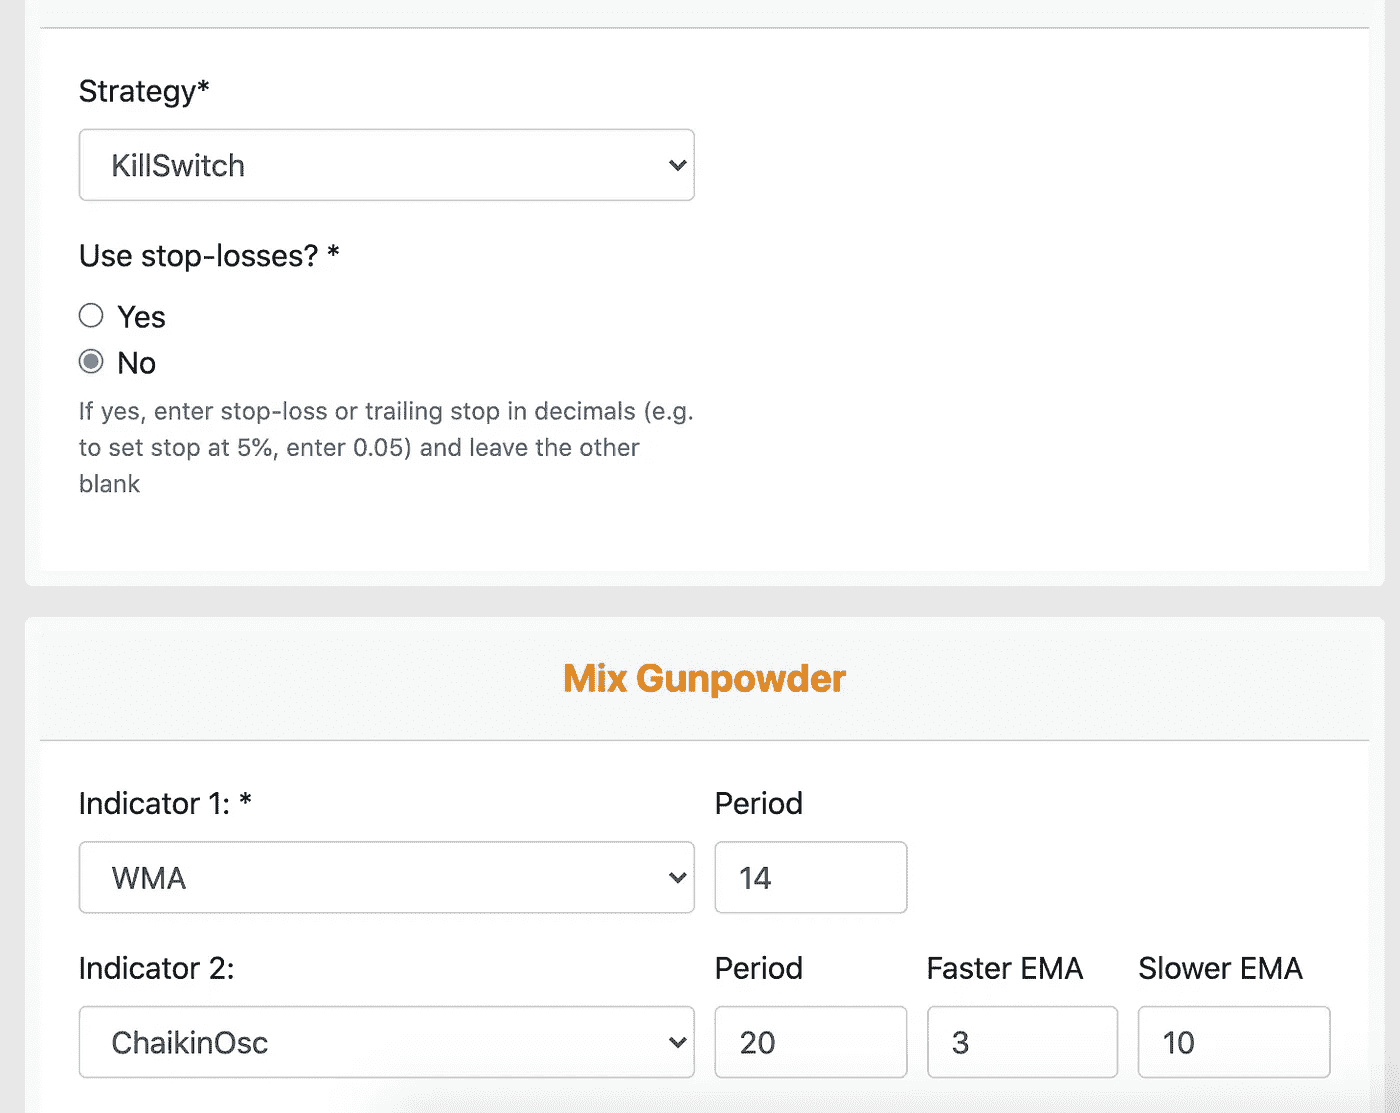 Strategy*
KillSwitch
Use stop-losses? *
Yes
No
If yes, enter stop-loss or trailing stop in decimals (e.g.
to set stop at 5%, enter 0.05) and leave the other
blank
Mix Gunpowder
Indicator 1: * Period
WMA 14
Indicator 2: Period Faster EMA Slower EMA
ChaikinOsc 20 3 10